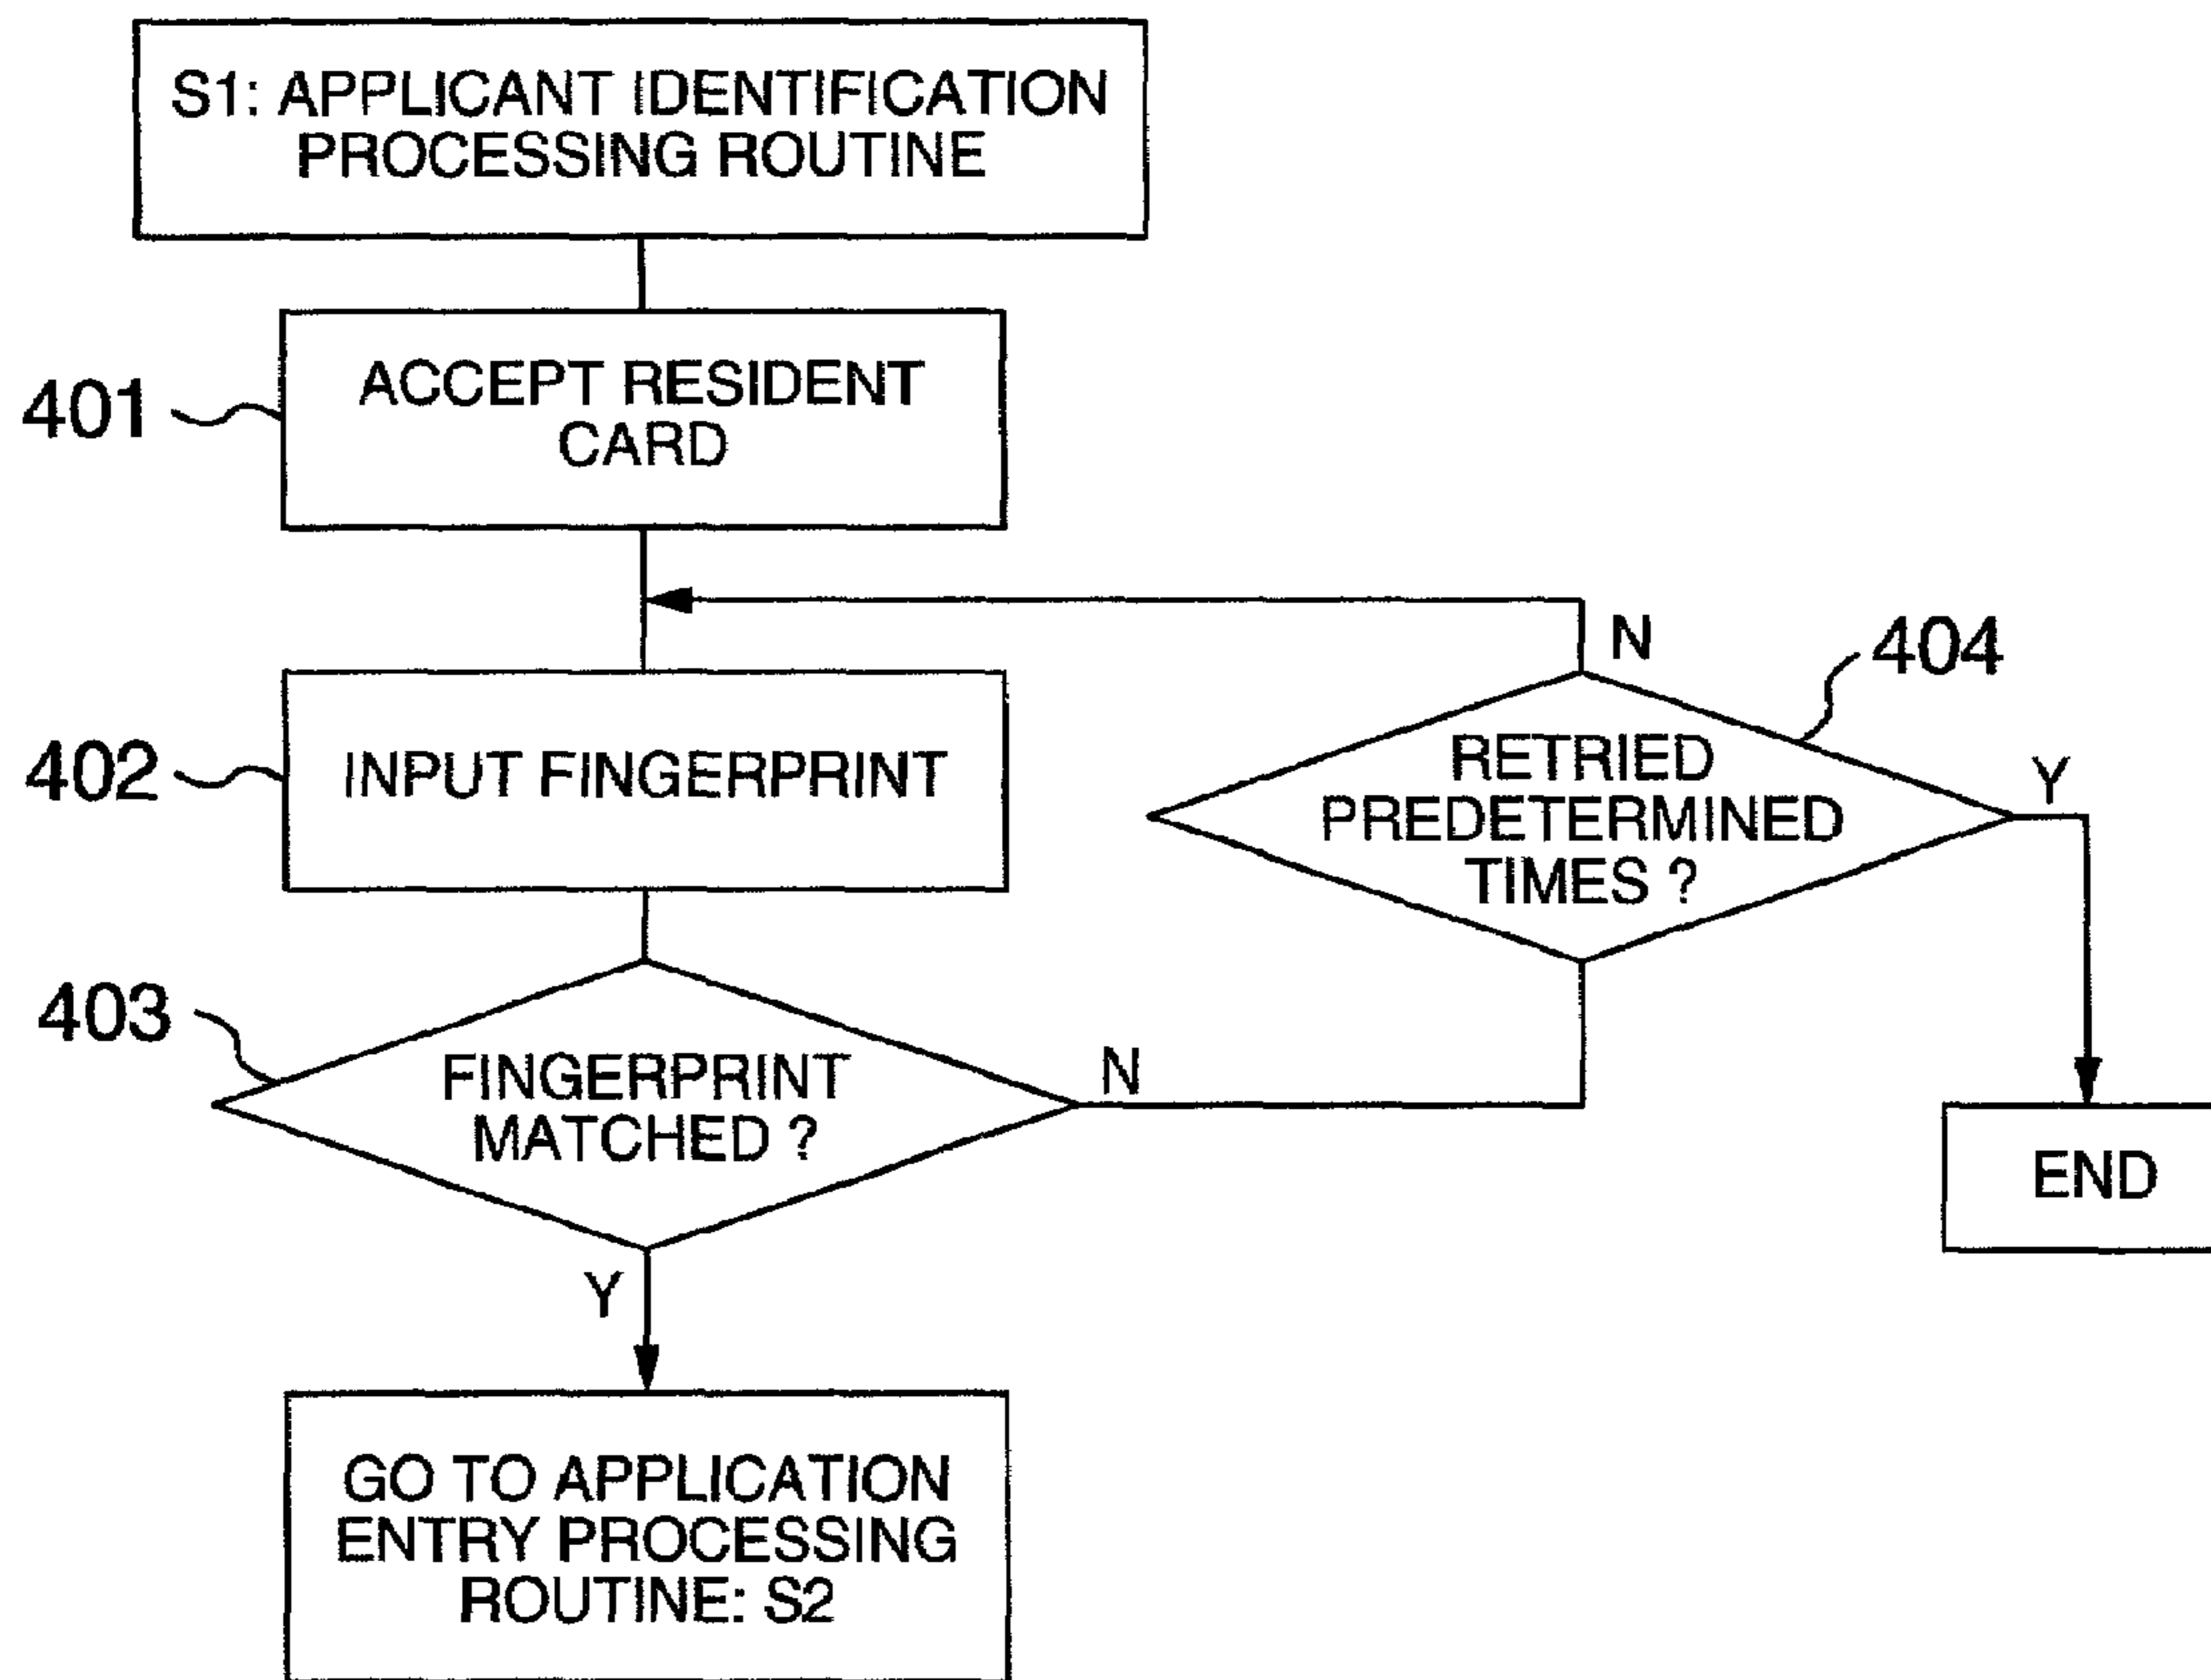 S1: APPLICANT IDENTIFICATION
PROCESSING ROUTINE
401
ACCEPT RESIDENT
CARD
402
INPUT FINGERPRINT
403
FINGERPRINT
MATCHED ?
N
Y
404
RETRIED
PREDETERMINED
TIMES ?
N
Y
END
GO TO APPLICATION
ENTRY PROCESSING
ROUTINE: S2